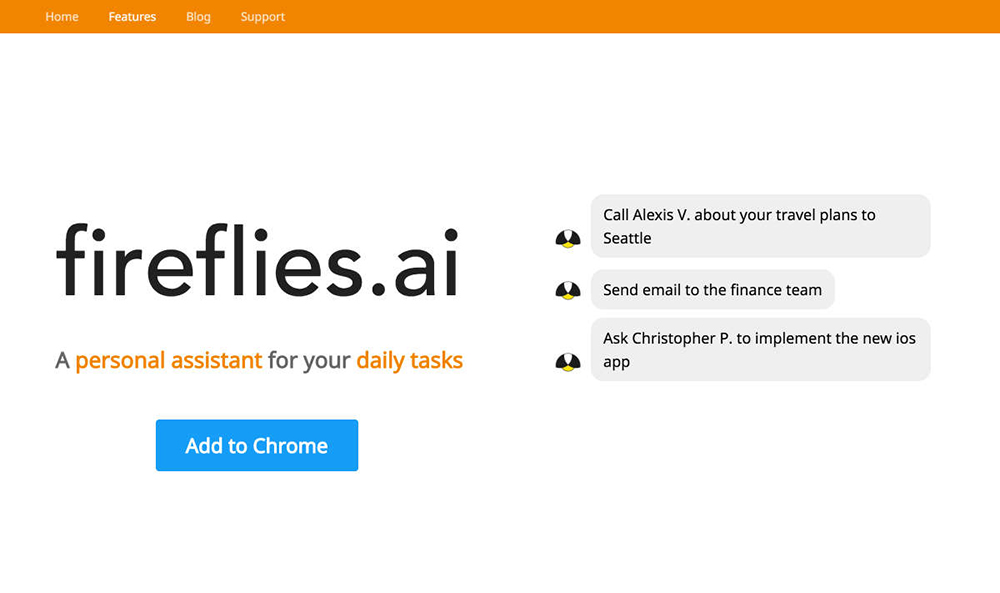 Home Features Blog Support
fireflies.ai
A personal assistant for your daily tasks
Add to Chrome
Call Alexis V. about your travel plans to
Seattle
Send email to the finance team
Ask Christopher P. to implement the new ios
app